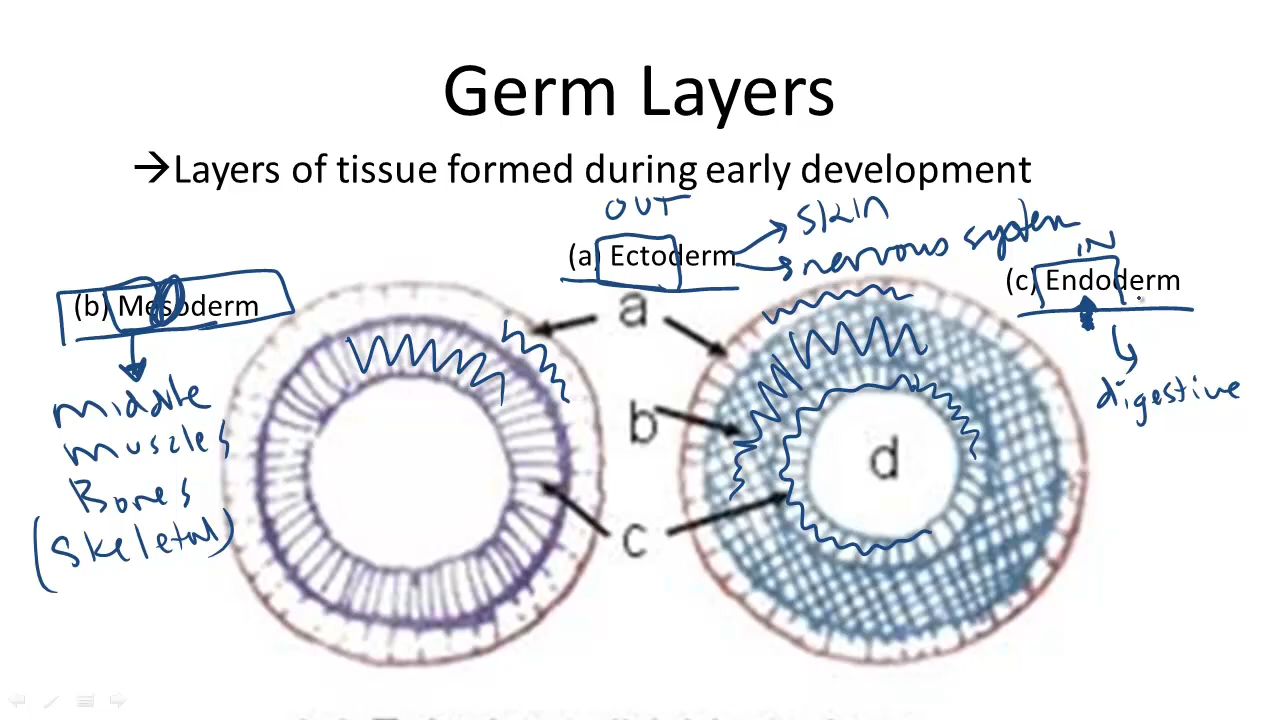 Germ Layers
→Layers of tissue formed during early development
OUT
skin
(a) Ectoderm
nervous system
IN
(c) Endoderm
(b) Mesoderm
a
middle
digestive
muscles
b
d
Bones
(skeletal)
c